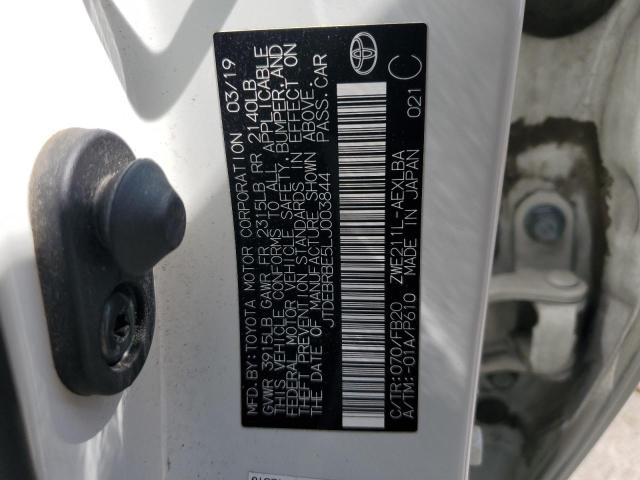 MFD.BY:TOYOTA MOTOR CORPORATION 03/19
GVWR 3915LB GAWR FR 2315LB RR 2140LB
THIS VEHICLE CONFORMS TO ALL APPLICABLE
FEDERAL MOTOR VEHICLE SAFETY,BUMPER,AND
THEFT PREVENTION STANDARDS IN EFFECT ON
THE DATE OF MANUFACTURE SHOWN ABOVE.
JTDEBRBE5LJ003844 PASS.CAR
C/TR:070/FB20 ZWE211L-AEXLBA
A/TM:-01A/P610 MADE IN JAPAN 021 C